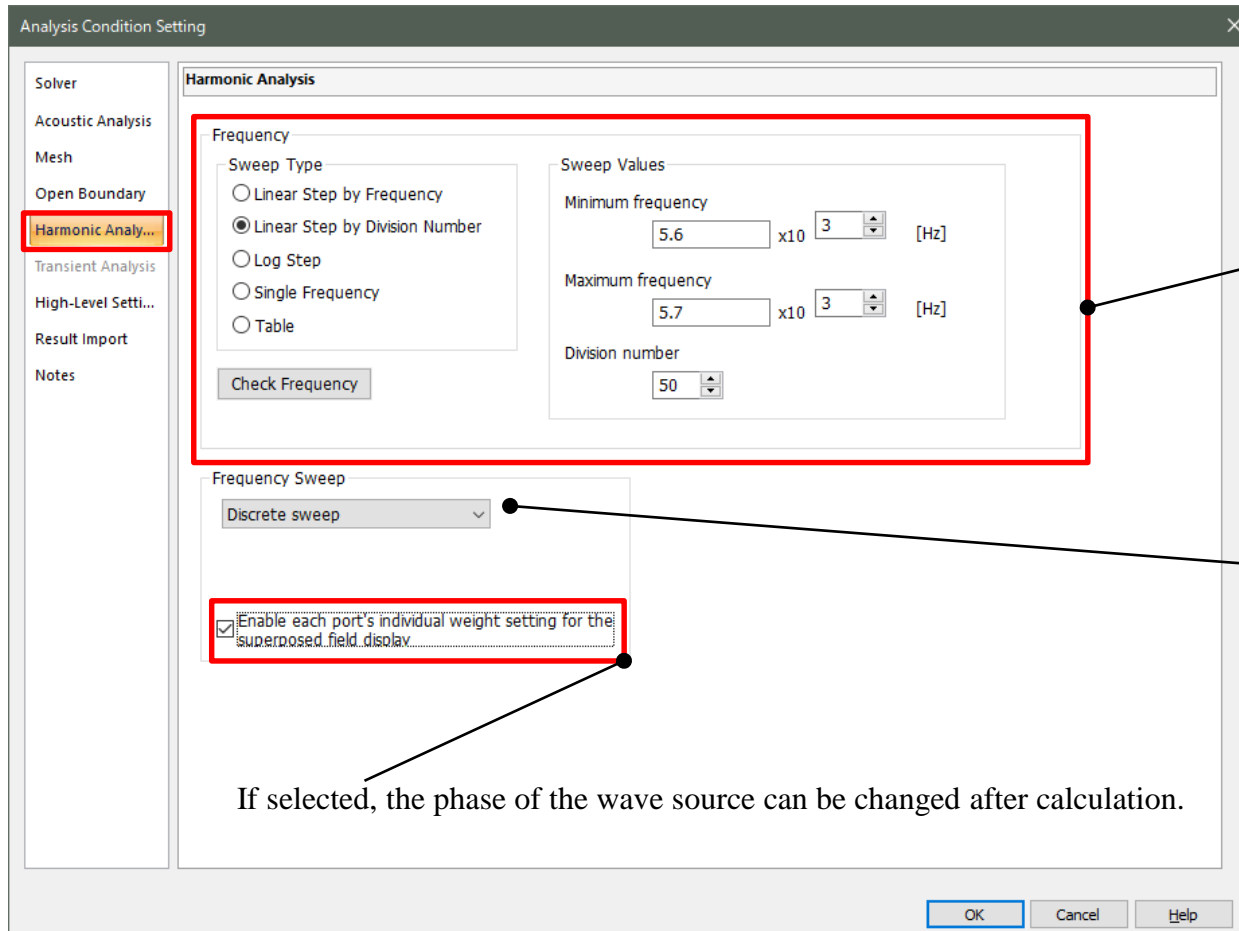 Analysis Condition Setting
Solver
Acoustic Analysis
Mesh
Open Boundary
Harmonic Analy...
Transient Analysis
High-Level Setti...
Result Import
Notes
Harmonic Analysis
Frequency
Sweep Type
Linear Step by Frequency
Linear Step by Division Number
Log Step
Single Frequency
Table
Check Frequency
Sweep Values
Minimum frequency
5.6 x10 3 [Hz]
Maximum frequency
5.7 x10 3 [Hz]
Division number
50
Frequency Sweep
Discrete sweep
Enable each port's individual weight setting for the
superposed field display
If selected, the phase of the wave source can be changed after calculation.
OK Cancel Help